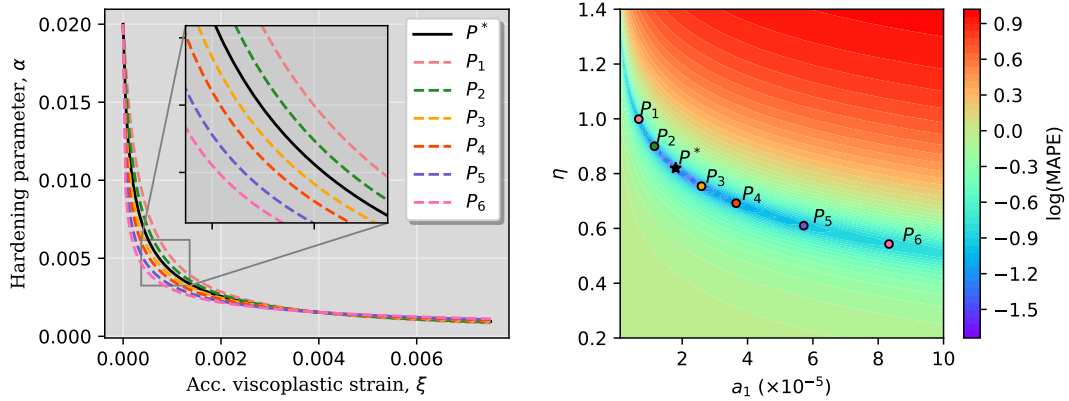 0.020
0.015
0.010
0.005
0.000
Hardening parameter, α
0.000
0.002
0.004
0.006
Acc. viscoplastic strain, ξ
P*
P₁
P₂
P₃
P₄
P₅
P₆
1.4
1.2
1.0
0.8
0.6
0.4
0.2
η
P₁
P₂
P*
P₃
P₄
P₅
P₆
2
4
6
8
10
a₁ (×10⁻⁵)
0.9
0.6
0.3
0.0
−0.3
−0.6
−0.9
−1.2
−1.5
log(MAPE)